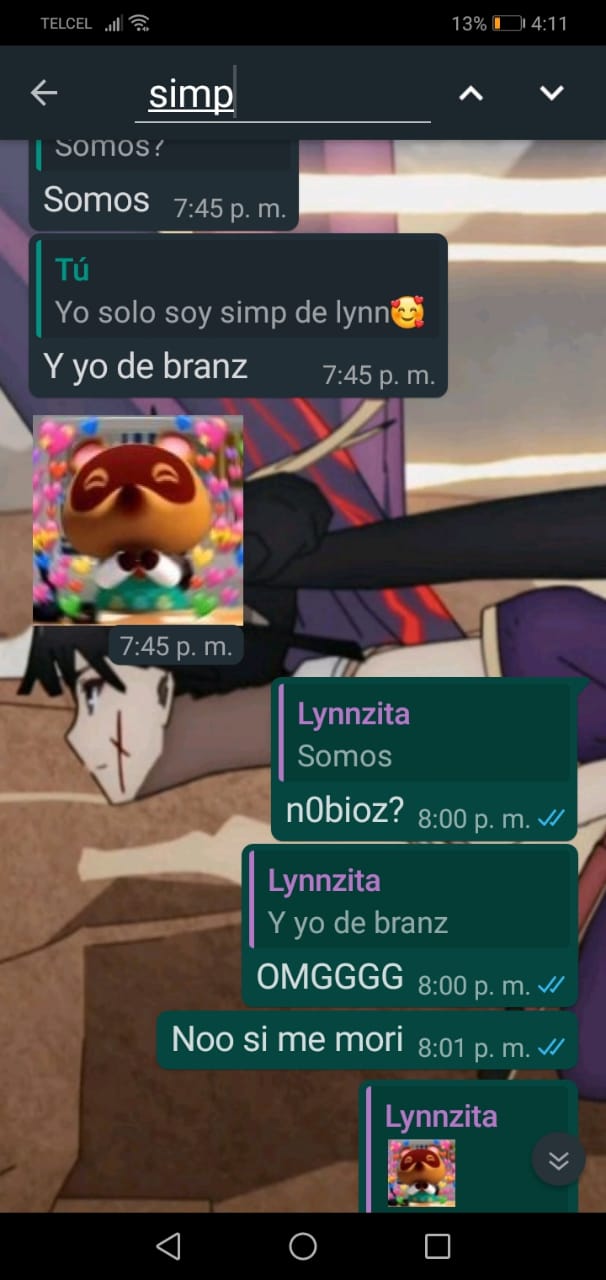 TELCEL 13% 4:11
simp
Somos?
Somos 7:45 p. m.
Tú
Yo solo soy simp de lynn🥰
Y yo de branz 7:45 p. m.
7:45 p. m.
Lynnzita
Somos
n0bioz? 8:00 p. m.
Lynnzita
Y yo de branz
OMGGGG 8:00 p. m.
Noo si me mori 8:01 p. m.
Lynnzita